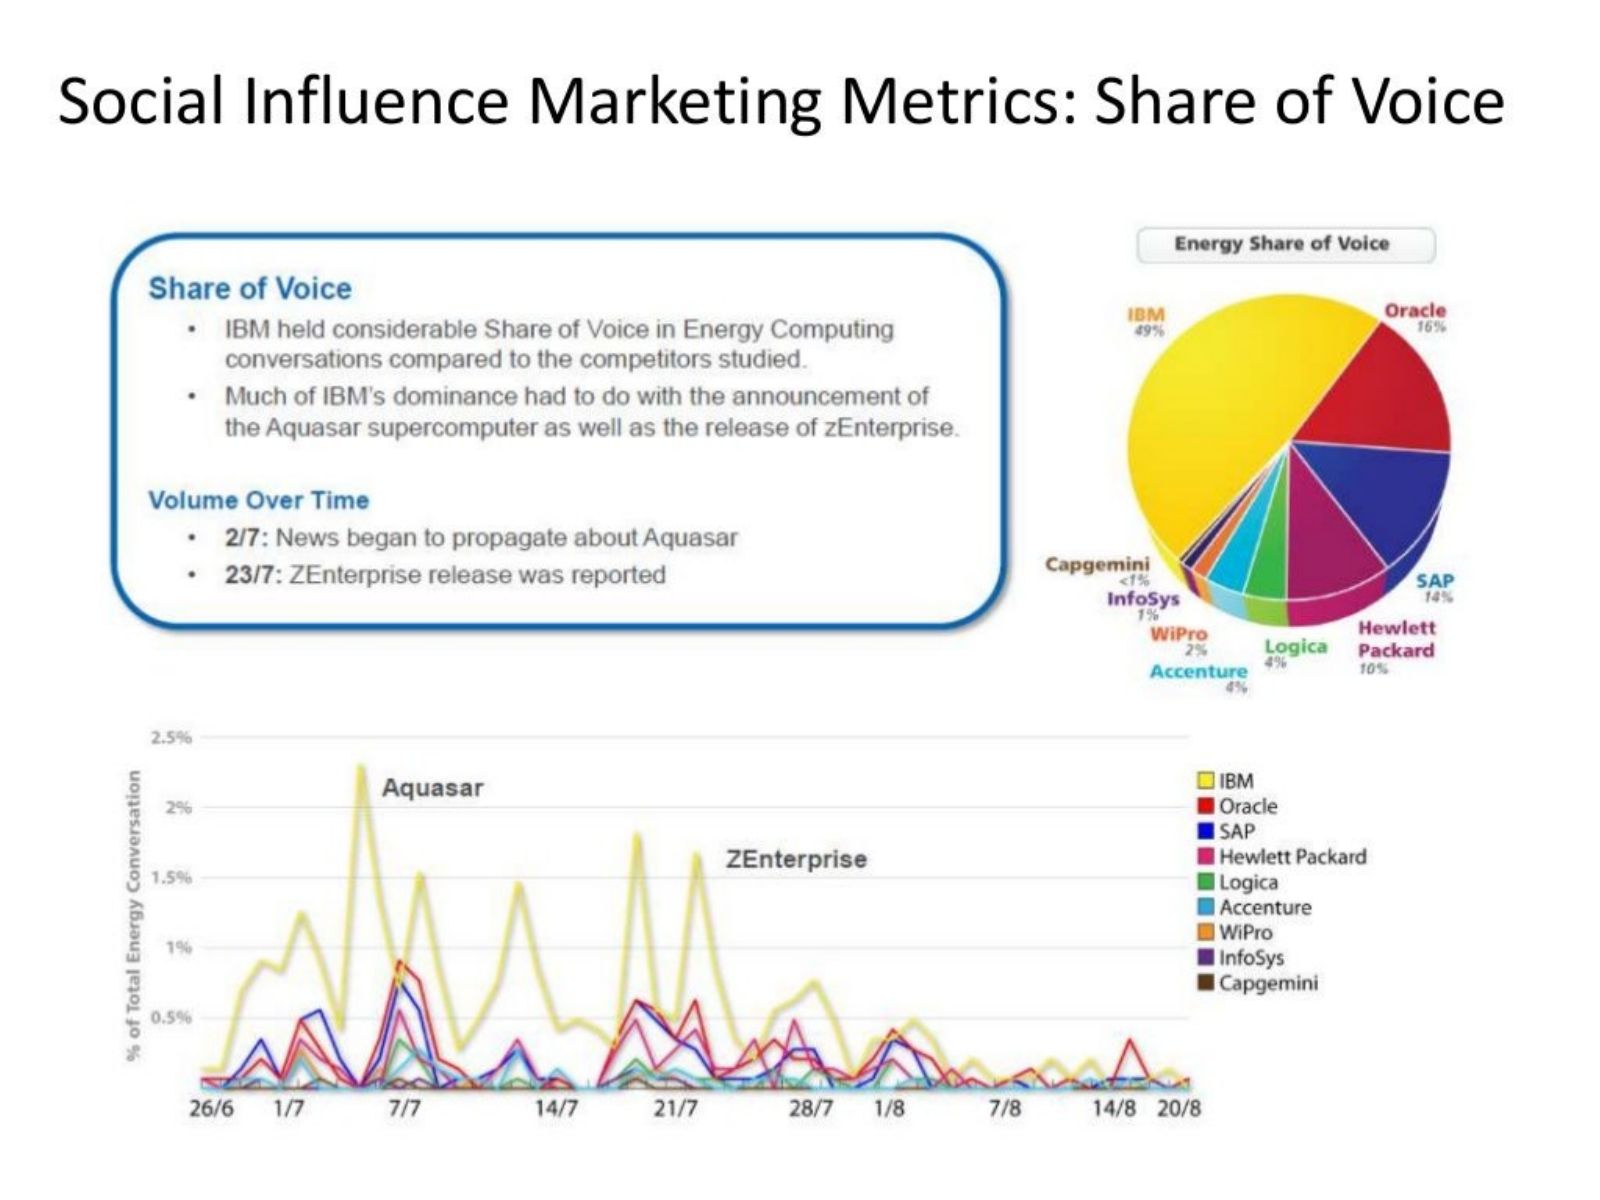 Social Influence Marketing Metrics: Share of Voice
Share of Voice
• IBM held considerable Share of Voice in Energy Computing
conversations compared to the competitors studied.
• Much of IBM's dominance had to do with the announcement of
the Aquasar supercomputer as well as the release of zEnterprise.
Volume Over Time
• 2/7: News began to propagate about Aquasar
• 23/7: ZEnterprise release was reported
Energy Share of Voice
IBM
49%
Oracle
16%
SAP
14%
Hewlett
Packard
10%
Logica
4%
Accenture
4%
WiPro
2%
InfoSys
1%
Capgemini
<1%
% of Total Energy Conversation
2.5%
2%
1.5%
1%
0.5%
Aquasar
ZEnterprise
26/6 1/7 7/7 14/7 21/7 28/7 1/8 7/8 14/8 20/8
IBM
Oracle
SAP
Hewlett Packard
Logica
Accenture
WiPro
InfoSys
Capgemini